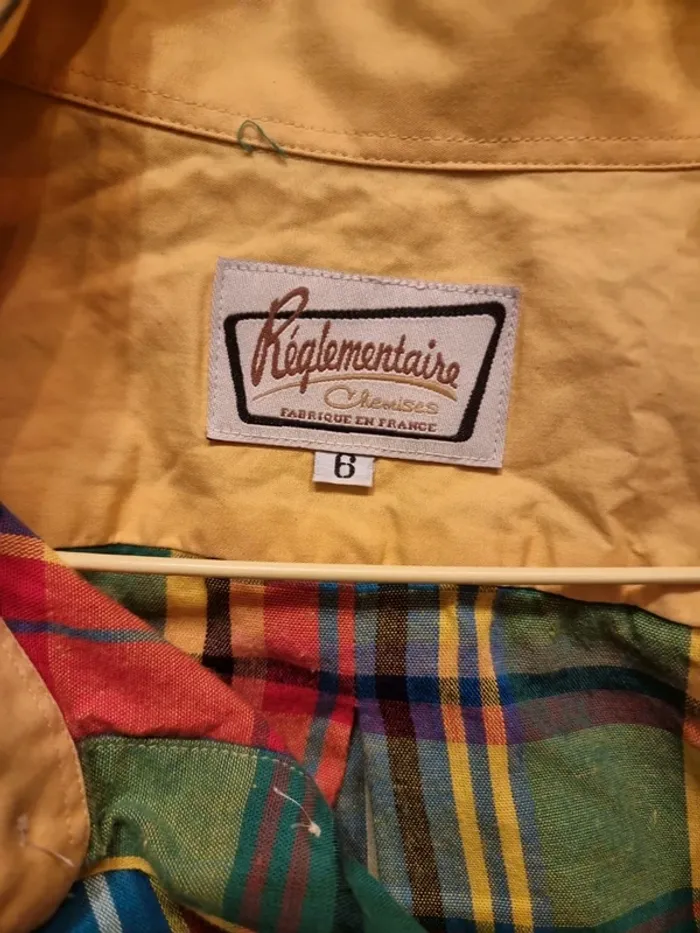 Réglementaire
Chemises
FABRIQUE EN FRANCE
6